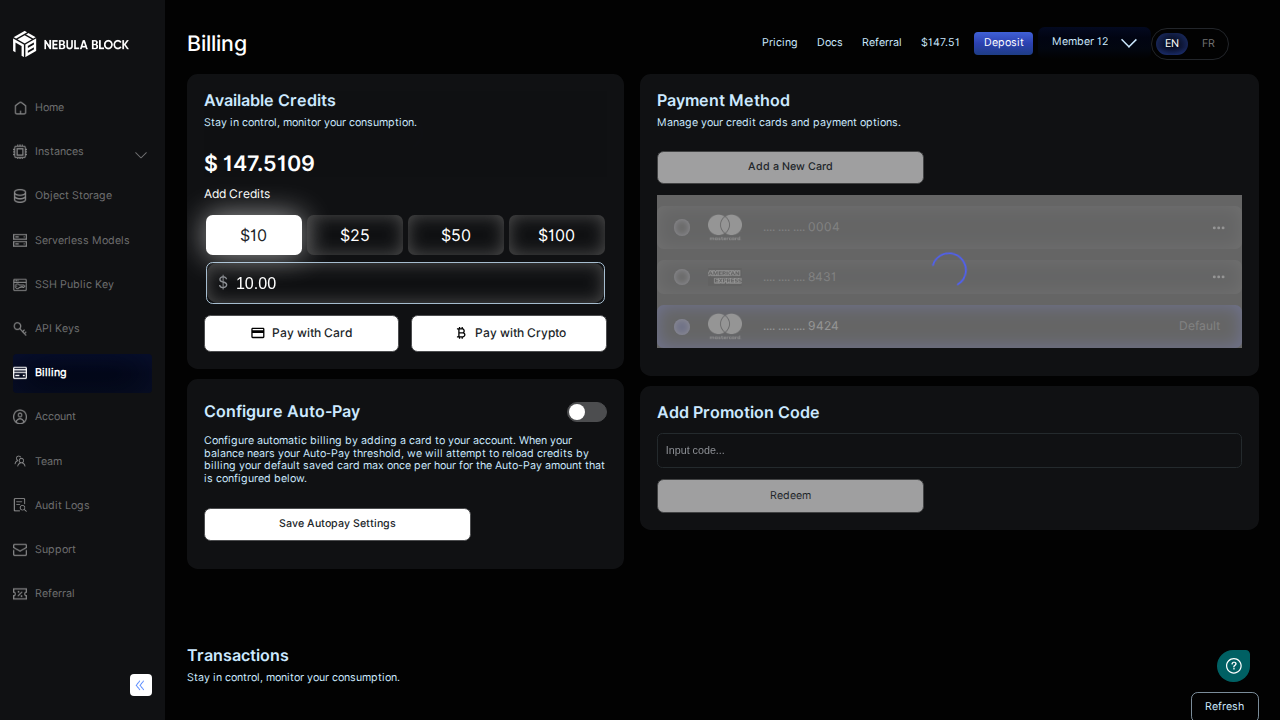 NEBULA BLOCK
Home
Instances
Object Storage
Serverless Models
SSH Public Key
API Keys
Billing
Account
Team
Audit Logs
Support
Referral
Billing
Pricing
Docs
Referral
$147.51
Deposit
Member 12
EN
FR
Available Credits
Stay in control, monitor your consumption.
$ 147.5109
Add Credits
$10
$25
$50
$100
$ 10.00
Pay with Card
Pay with Crypto
Configure Auto-Pay
Configure automatic billing by adding a card to your account. When your
balance nears your Auto-Pay threshold, we will attempt to reload credits by
billing your default saved card max once per hour for the Auto-Pay amount that
is configured below.
Save Autopay Settings
Payment Method
Manage your credit cards and payment options.
Add a New Card
.... .... .... 0004
AMERICAN
EXPRESS
.... .... .... 8431
.... .... .... 9424
Default
Add Promotion Code
Input code...
Redeem
Transactions
Stay in control, monitor your consumption.
Refresh